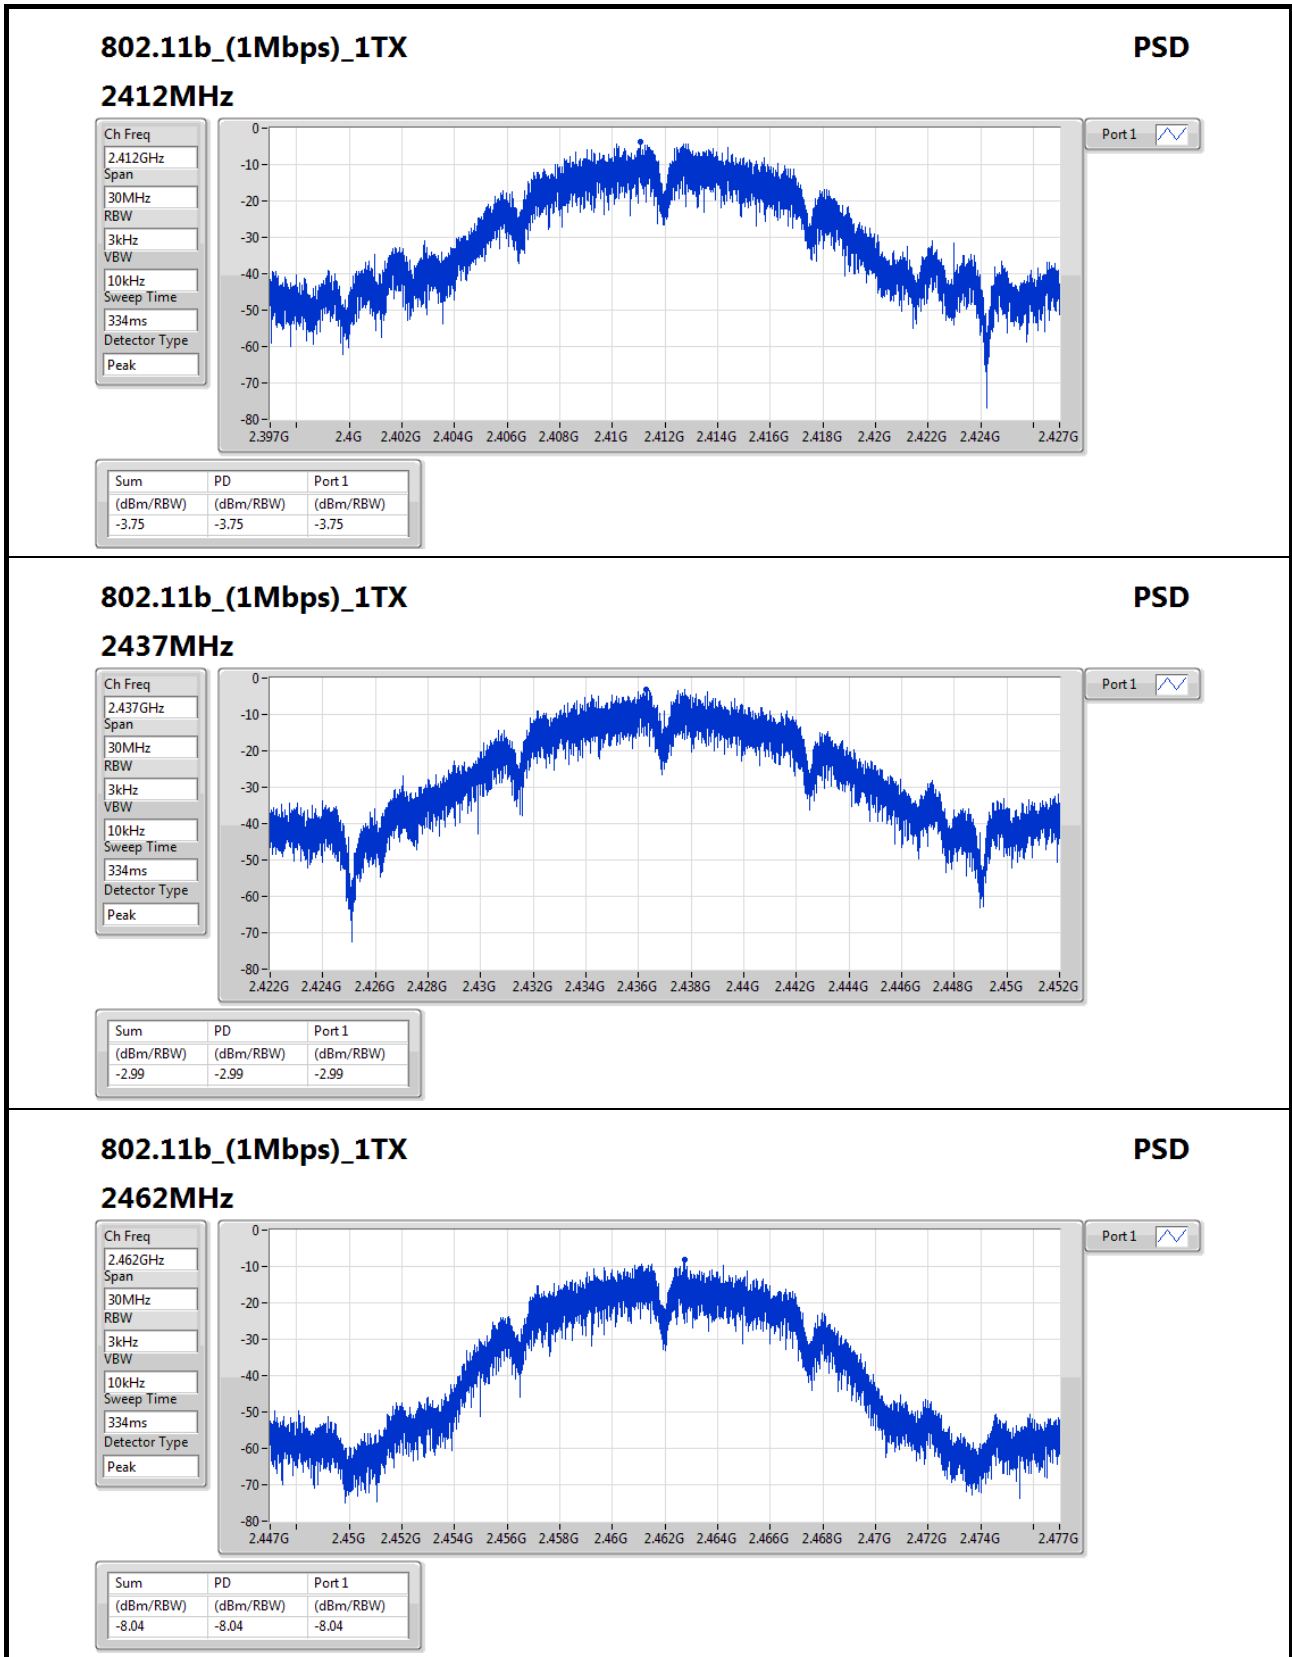 802.11b_(1Mbps)_1TX PSD
2412MHz
Ch Freq
2.412GHz
Span
30MHz
RBW
3kHz
VBW
10kHz
Sweep Time
334ms
Detector Type
Peak
Port 1
0
-10
-20
-30
-40
-50
-60
-70
-80
2.397G 2.4G 2.402G 2.404G 2.406G 2.408G 2.41G 2.412G 2.414G 2.416G 2.418G 2.42G 2.422G 2.424G 2.427G
Sum PD Port 1
(dBm/RBW) (dBm/RBW) (dBm/RBW)
-3.75 -3.75 -3.75
802.11b_(1Mbps)_1TX PSD
2437MHz
Ch Freq
2.437GHz
Span
30MHz
RBW
3kHz
VBW
10kHz
Sweep Time
334ms
Detector Type
Peak
Port 1
0
-10
-20
-30
-40
-50
-60
-70
-80
2.422G 2.424G 2.426G 2.428G 2.43G 2.432G 2.434G 2.436G 2.438G 2.44G 2.442G 2.444G 2.446G 2.448G 2.45G 2.452G
Sum PD Port 1
(dBm/RBW) (dBm/RBW) (dBm/RBW)
-2.99 -2.99 -2.99
802.11b_(1Mbps)_1TX PSD
2462MHz
Ch Freq
2.462GHz
Span
30MHz
RBW
3kHz
VBW
10kHz
Sweep Time
334ms
Detector Type
Peak
Port 1
0
-10
-20
-30
-40
-50
-60
-70
-80
2.447G 2.45G 2.452G 2.454G 2.456G 2.458G 2.46G 2.462G 2.464G 2.466G 2.468G 2.47G 2.472G 2.474G 2.477G
Sum PD Port 1
(dBm/RBW) (dBm/RBW) (dBm/RBW)
-8.04 -8.04 -8.04